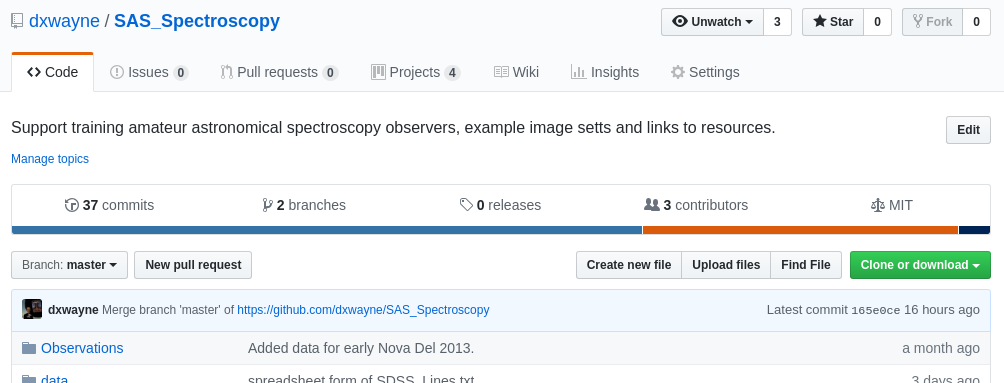 dxwayne / SAS_Spectroscopy
Unwatch 3 Star 0 Fork 0
Code Issues 0 Pull requests 0 Projects 4 Wiki Insights Settings
Support training amateur astronomical spectroscopy observers, example image setts and links to resources.
Edit
Manage topics
37 commits 2 branches 0 releases 3 contributors MIT
Branch: master New pull request Create new file Upload files Find File Clone or download
dxwayne Merge branch 'master' of https://github.com/dxwayne/SAS_Spectroscopy Latest commit 165e0ce 16 hours ago
Observations Added data for early Nova Del 2013. a month ago
data spreadsheet form of SDSS_Lines.txt 3 days ago